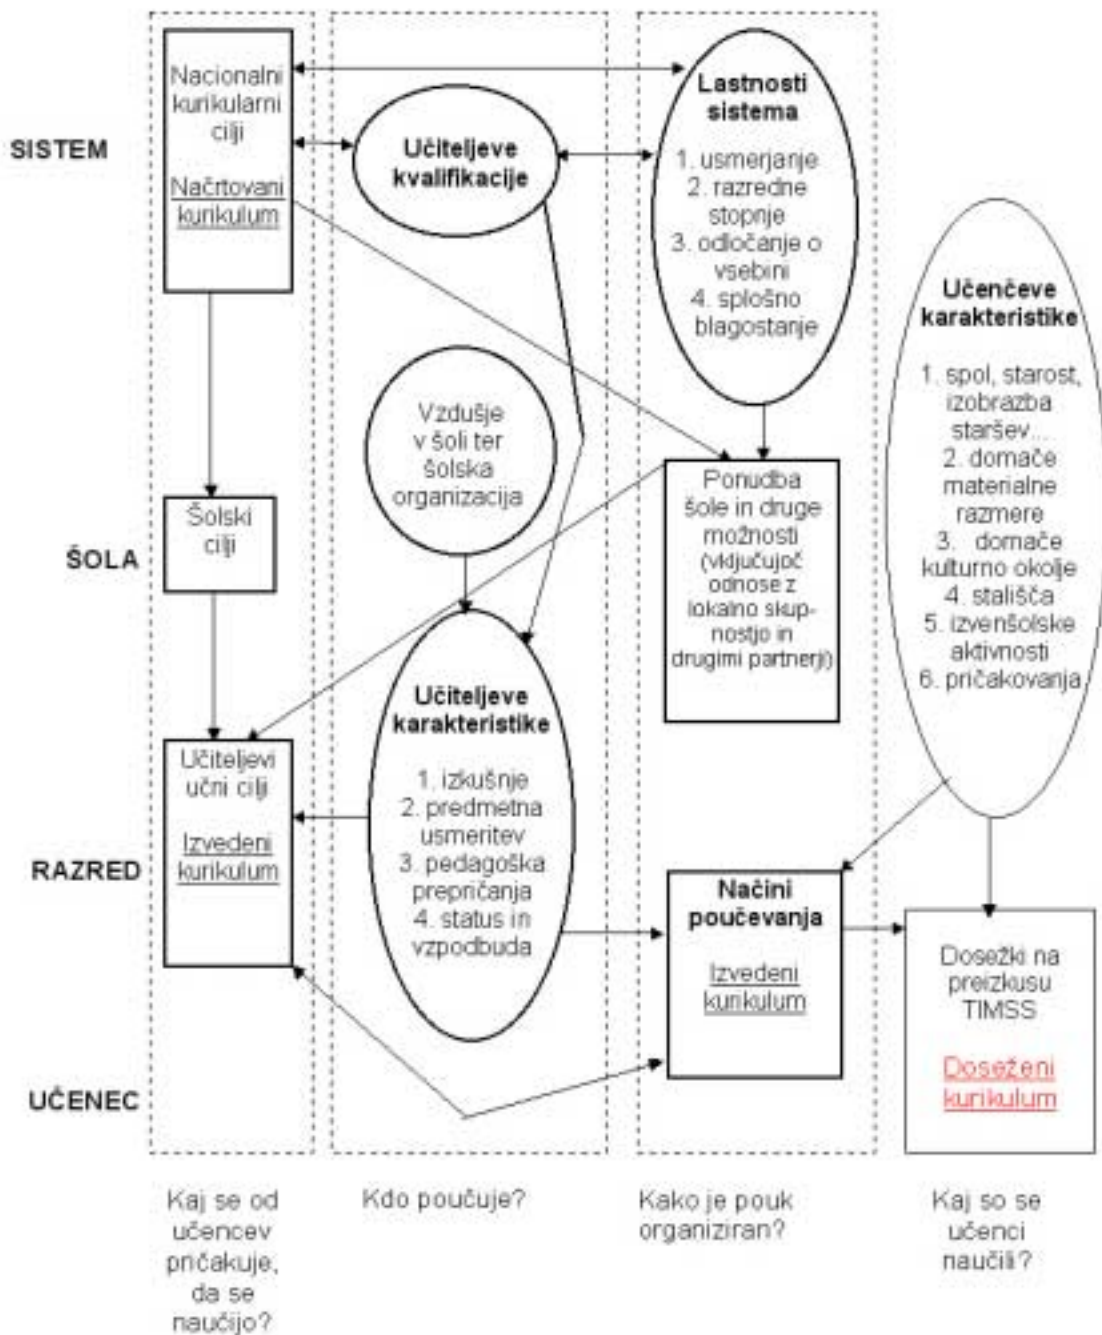 SISTEM
Nacionalni
kurikularni
cilji
Načrtovani
kurikulum
Učiteljeve
kvalifikacije
Lastnosti
sistema
1. usmerjanje
2. razredne
stopnje
3. odločanje o
vsebini
4. splošno
blagostanje
Učenčeve
karakteristike
1. spol, starost,
izobrazba
staršev...
2. domače
materialne
razmere
3. domače
kulturno okolje
4. stališča
5. izvenšolske
aktivnosti
6. pričakovanja
ŠOLA
Šolski
cilji
Vzdušje
v šoli ter
šolska
organizacija
Ponudba
šole in druge
možnosti
(vključujoč
odnose z
lokalno skup-
nostjo in
drugimi partnerji)
RAZRED
Učiteljevi
učni cilji
Izvedeni
kurikulum
Učiteljeve
karakteristike
1. izkušnje
2. predmetna
usmeritev
3. pedagoška
prepričanja
4. status in
vzpodbuda
Načini
poučevanja
Izvedeni
kurikulum
Dosežki na
preizkusu
TIMSS
Doseženi
kurikulum
UČENEC
Kaj se od
učencev
pričakuje,
da se
naučijo?
Kdo poučuje?
Kako je pouk
organiziran?
Kaj so se
učenci
naučili?